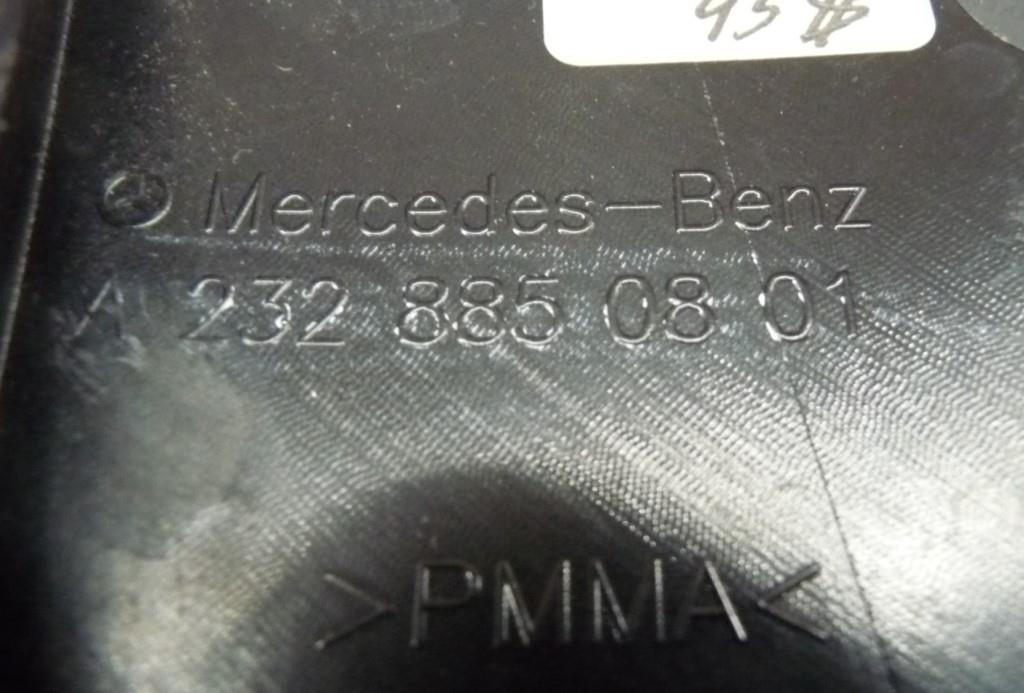 Mercedes-Benz
A 232 885 08 01
>PMMA<